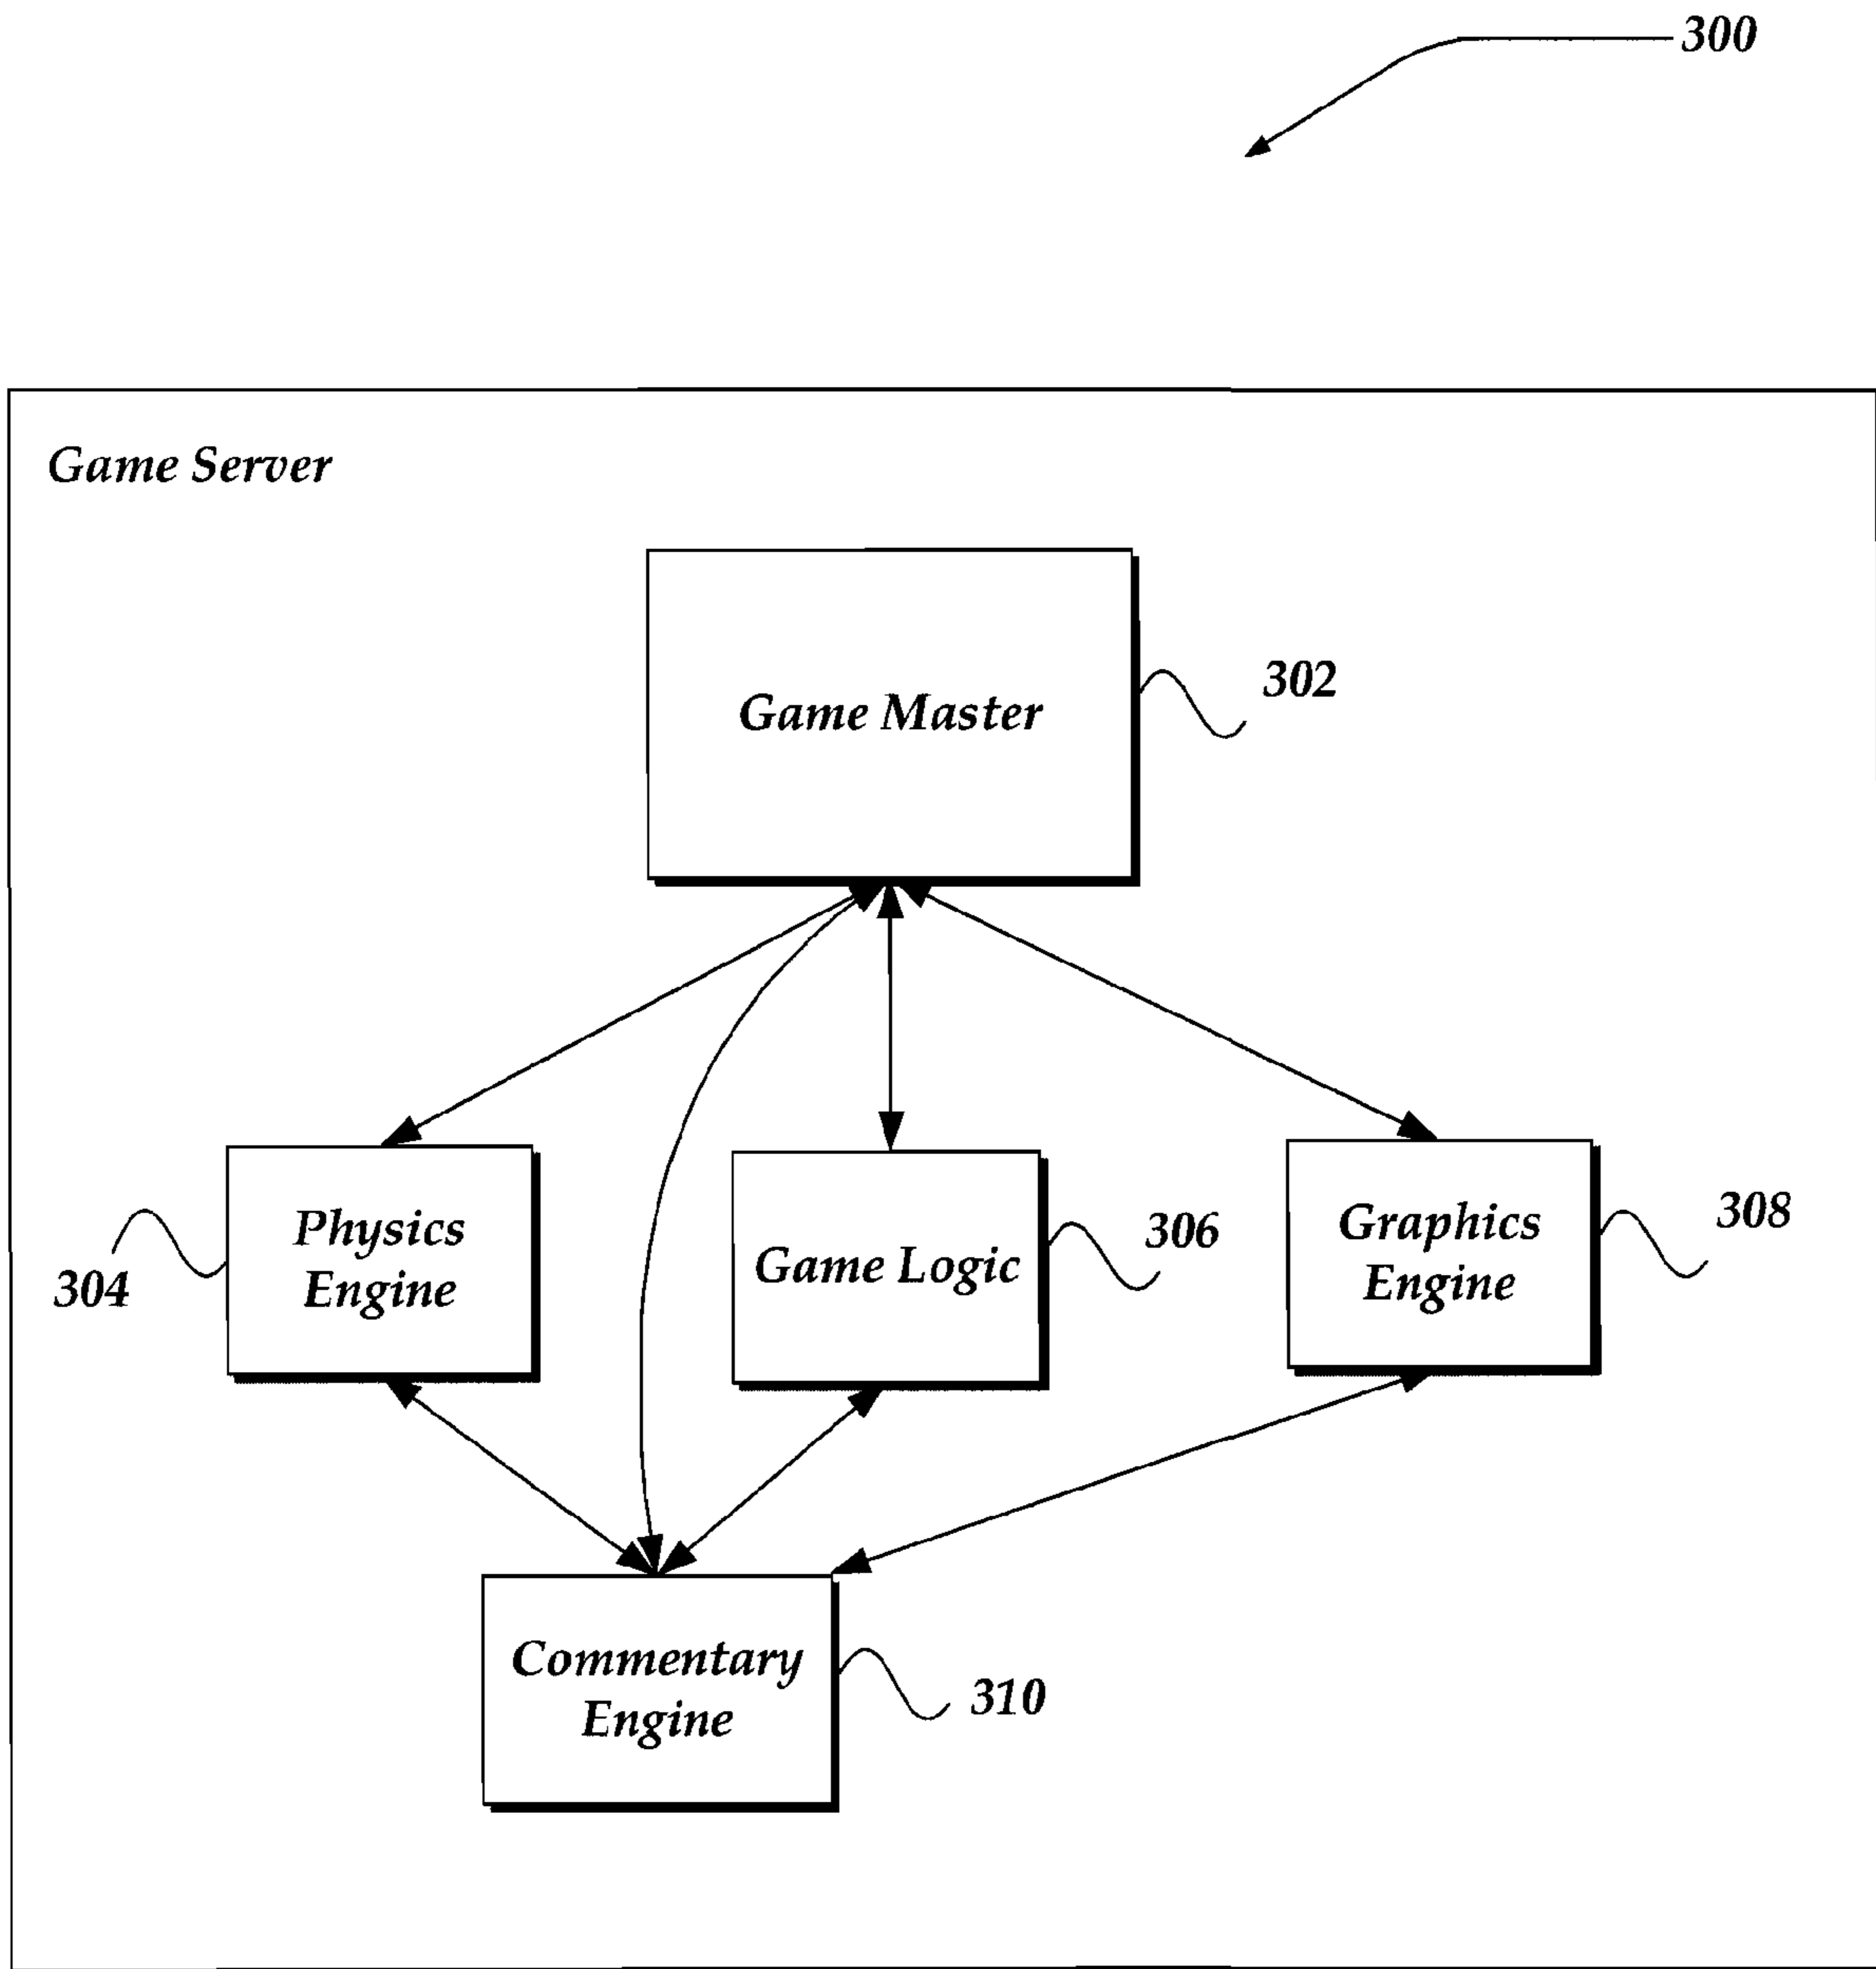 300
Game Server
Game Master
302
Physics
Engine
304
Game Logic
306
Graphics
Engine
308
Commentary
Engine
310